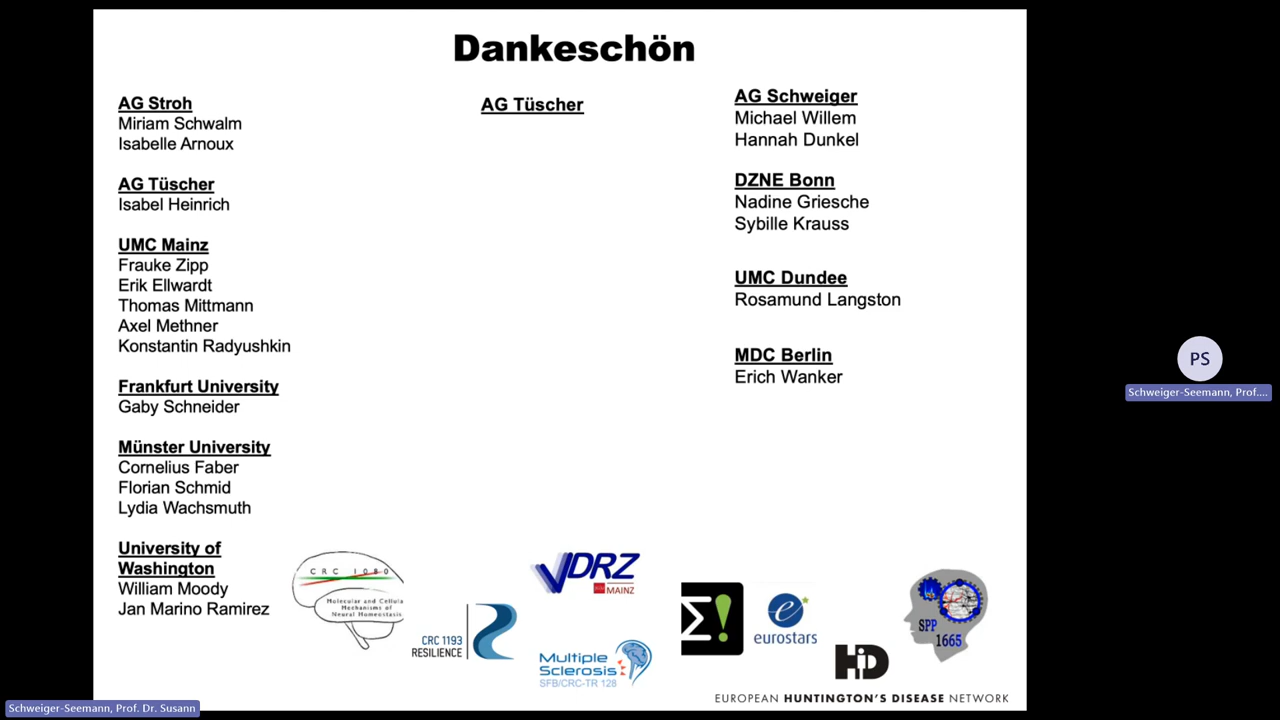 Dankeschön
AG Stroh
Miriam Schwalm
Isabelle Arnoux
AG Tüscher
Isabel Heinrich
UMC Mainz
Frauke Zipp
Erik Ellwardt
Thomas Mittmann
Axel Methner
Konstantin Radyushkin
Frankfurt University
Gaby Schneider
Münster University
Cornelius Faber
Florian Schmid
Lydia Wachsmuth
University of
Washington
William Moody
Jan Marino Ramirez
AG Tüscher
AG Schweiger
Michael Willem
Hannah Dunkel
DZNE Bonn
Nadine Griesche
Sybille Krauss
UMC Dundee
Rosamund Langston
MDC Berlin
Erich Wanker
CRC 1080
Molecular and Cellula
Mechanisms of
Neural Homeostasis
CRC 1193
RESILIENCE
DRZ
MAINZ
Multiple
Sclerosis
SFB/CRC-TR 128
Σ!
eurostars
HD
EUROPEAN HUNTINGTON'S DISEASE NETWORK
SPP
1665
PS
Schweiger-Seemann, Prof....
Schweiger-Seemann, Prof. Dr. Susann